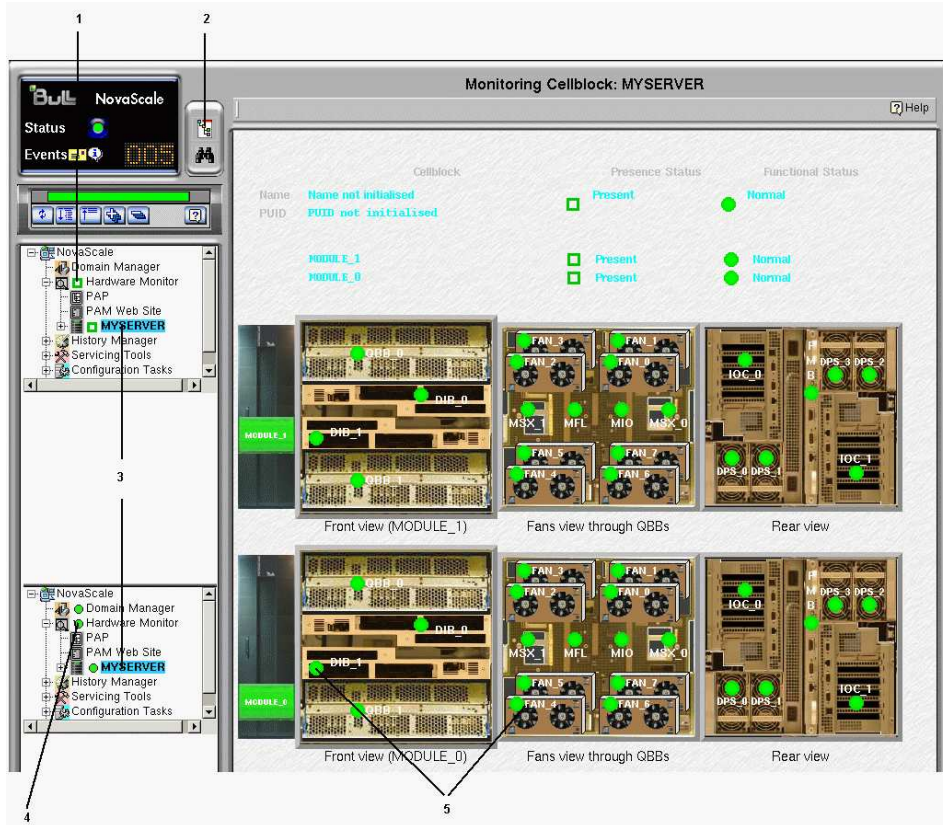 1 2
Monitoring Cellblock: MYSERVER
Bull NovaScale
Help
Status
Events 005
Cellblock Presence Status Functional Status
Name Name not initialised Present Normal
PUID PUID not initialised
MODULE_1 Present Normal
MODULE_0 Present Normal
NovaScale
Domain Manager
Hardware Monitor
PAP
PAM Web Site
MYSERVER
History Manager
Servicing Tools
Configuration Tasks
3
MODULE_1
QBB_0
DIB_0
DIB_1
QBB_1
Front view (MODULE_1)
FAN_3 FAN_1
FAN_2 FAN_0
MSX_1 MFL MIO MSX_0
FAN_5 FAN_7
FAN_4 FAN_6
Fans view through QBBs
IOC_0 PMB DPS_3 DPS_2
DPS_0 DPS_1 IOC_1
Rear view
NovaScale
Domain Manager
Hardware Monitor
PAP
PAM Web Site
MYSERVER
History Manager
Servicing Tools
Configuration Tasks
MODULE_0
QBB_0
DIB_0
DIB_1
QBB_1
Front view (MODULE_0)
FAN_3 FAN_1
FAN_2 FAN_0
MSX_1 MFL MIO MSX_0
FAN_5 FAN_7
FAN_4 FAN_6
Fans view through QBBs
IOC_0 PMB DPS_3 DPS_2
DPS_0 DPS_1 IOC_1
Rear view
4 5